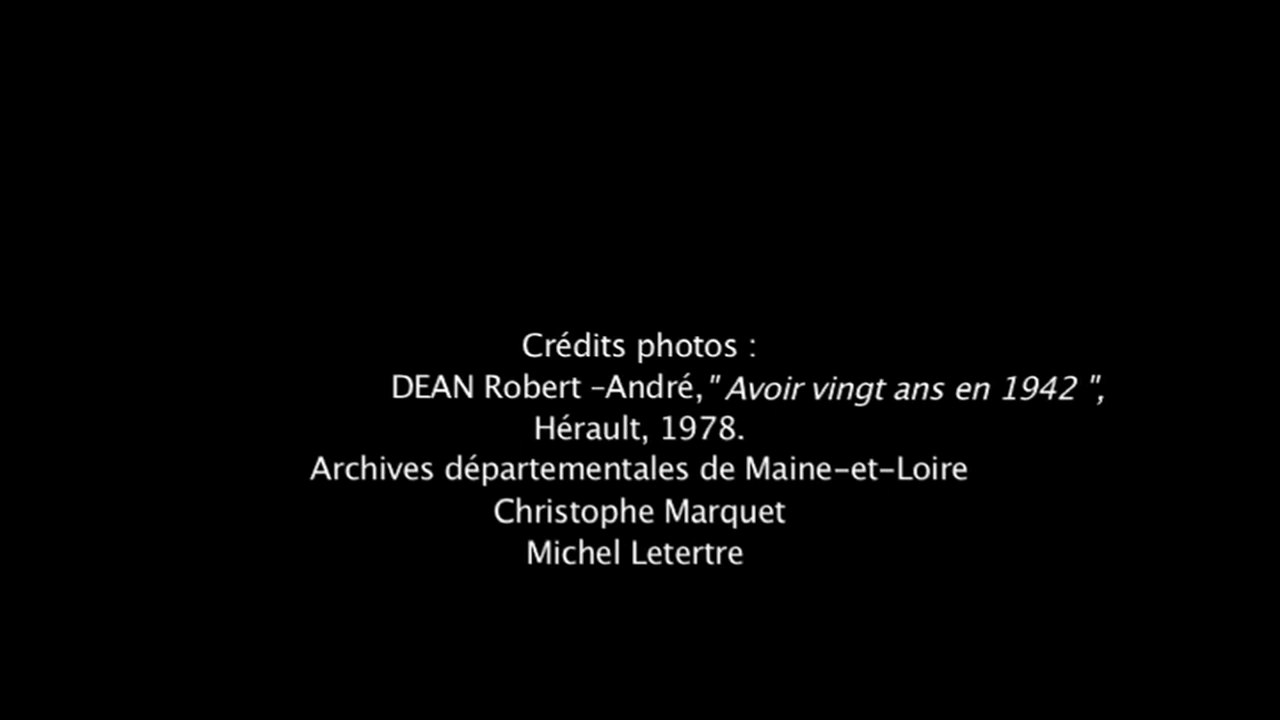 Crédits photos :
DEAN Robert –André," Avoir vingt ans en 1942 ",
Hérault, 1978.
Archives départementales de Maine–et–Loire
Christophe Marquet
Michel Letertre